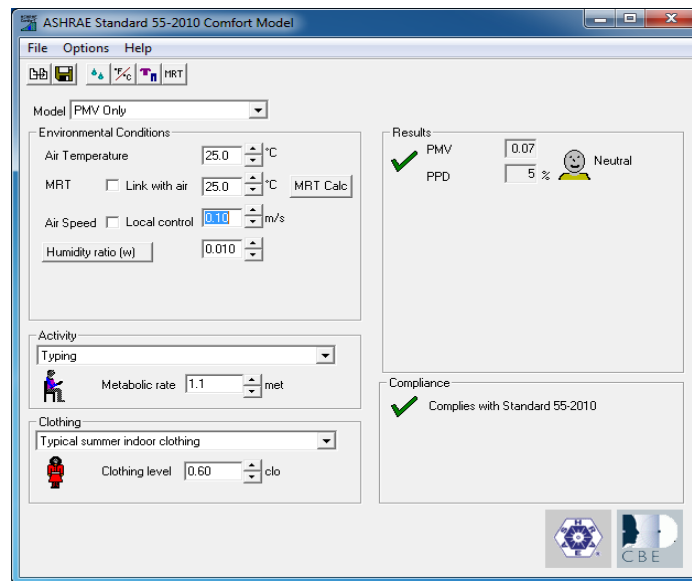 ASHRAE Standard 55-2010 Comfort Model
File Options Help
°F/°C Tn MRT
Model PMV Only
Environmental Conditions
Air Temperature 25.0 °C
MRT Link with air 25.0 °C MRT Calc
Air Speed Local control 0.10 m/s
Humidity ratio (w) 0.010
Activity
Typing
Metabolic rate 1.1 met
Clothing
Typical summer indoor clothing
Clothing level 0.60 clo
Results
PMV 0.07 Neutral
PPD 5 %
Compliance
Complies with Standard 55-2010
CBE